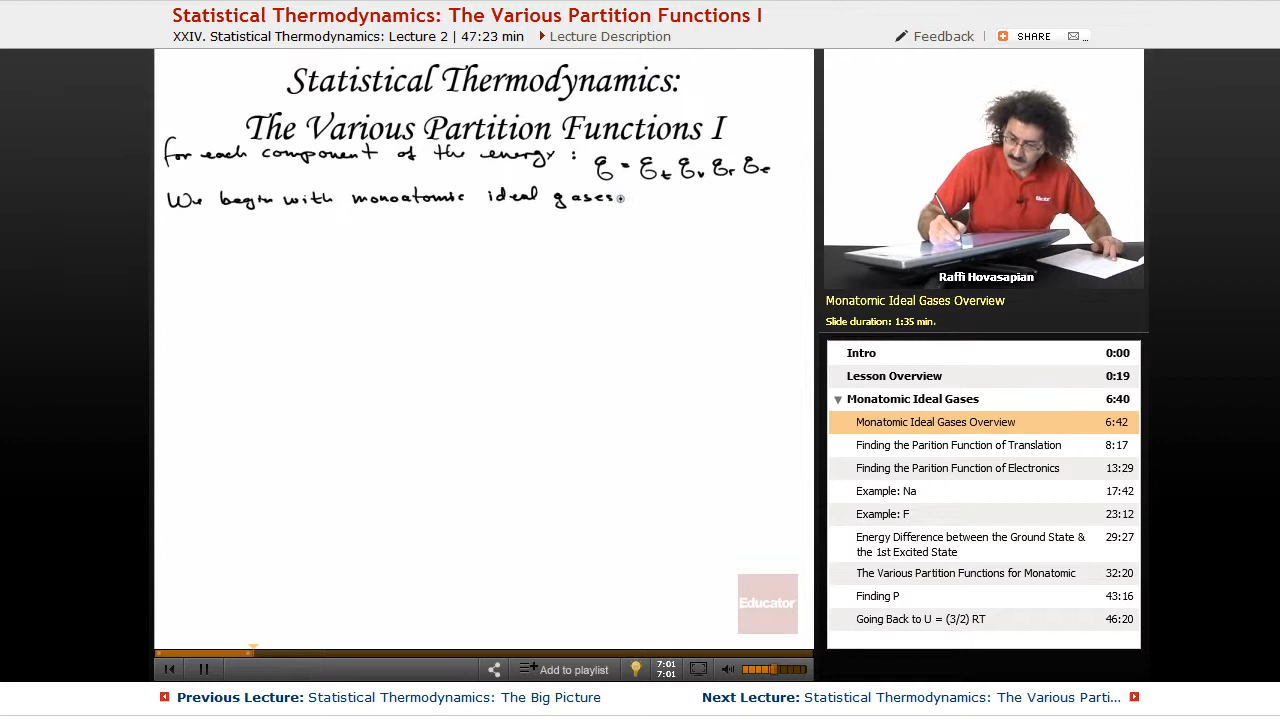 Statistical Thermodynamics: The Various Partition Functions I
XXIV. Statistical Thermodynamics: Lecture 2 | 47:23 min
Lecture Description
Feedback
SHARE
Statistical Thermodynamics:
The Various Partition Functions I
for each component of the energy :
We begin with monoatomic ideal gases
Educator
Raffi Hovasapian
Monatomic Ideal Gases Overview
Slide duration: 1:35 min.
Intro 0:00
Lesson Overview 0:19
Monatomic Ideal Gases 6:40
Monatomic Ideal Gases Overview 6:42
Finding the Parition Function of Translation 8:17
Finding the Parition Function of Electronics 13:29
Example: Na 17:42
Example: F 23:12
Energy Difference between the Ground State & 29:27
the 1st Excited State
The Various Partition Functions for Monatomic 32:20
Finding P 43:16
Going Back to U = (3/2) RT 46:20
Add to playlist
7:01
7:01
Previous Lecture: Statistical Thermodynamics: The Big Picture
Next Lecture: Statistical Thermodynamics: The Various Parti...